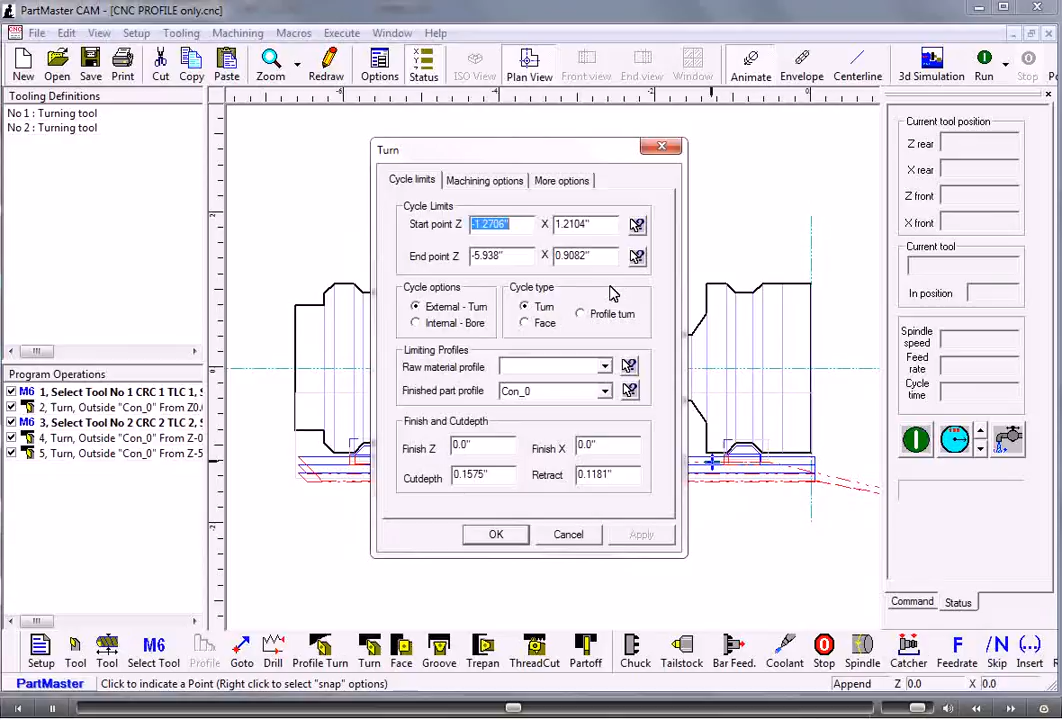 PartMaster CAM - [CNC PROFILE only.cnc]
File Edit View Setup Tooling Machining Macros Execute Window Help
New Open Save Print Cut Copy Paste Zoom Redraw Options Status ISO View Plan View Front view End view Window Animate Envelope Centerline 3d Simulation Run Stop
Tooling Definitions
No 1 : Turning tool
No 2 : Turning tool
Program Operations
M6 1, Select Tool No 1 CRC 1 TLC 1,
2, Turn, Outside "Con_0" From Z0.
M6 3, Select Tool No 2 CRC 2 TLC 2,
4, Turn, Outside "Con_0" From Z-0
5, Turn, Outside "Con_0" From Z-5
Turn
Cycle limits Machining options More options
Cycle Limits
Start point Z -1.2706" X 1.2104"
End point Z -5.938" X 0.9082"
Cycle options
External - Turn
Internal - Bore
Cycle type
Turn
Face
Profile turn
Limiting Profiles
Raw material profile
Finished part profile Con_0
Finish and Cutdepth
Finish Z 0.0" Finish X 0.0"
Cutdepth 0.1575" Retract 0.1181"
OK Cancel Apply
Current tool position
Z rear
X rear
Z front
X front
Current tool
In position
Spindle speed
Feed rate
Cycle time
Command Status
Setup Tool Tool Select Tool Profile Goto Drill Profile Turn Turn Face Groove Trepan ThreadCut Partoff Chuck Tailstock Bar Feed. Coolant Stop Spindle Catcher Feedrate Skip Insert
M6 F /N (..)
PartMaster Click to indicate a Point (Right click to select "snap" options) Append Z 0.0 X 0.0